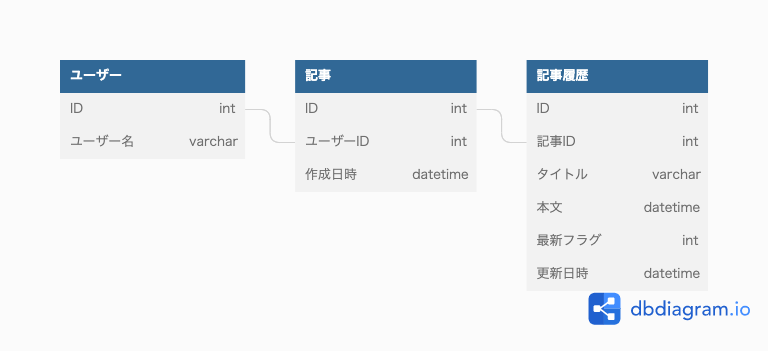 ユーザー
ID int
ユーザー名 varchar
記事
ID int
ユーザーID int
作成日時 datetime
記事履歴
ID int
記事ID int
タイトル varchar
本文 datetime
最新フラグ int
更新日時 datetime
dbdiagram.io